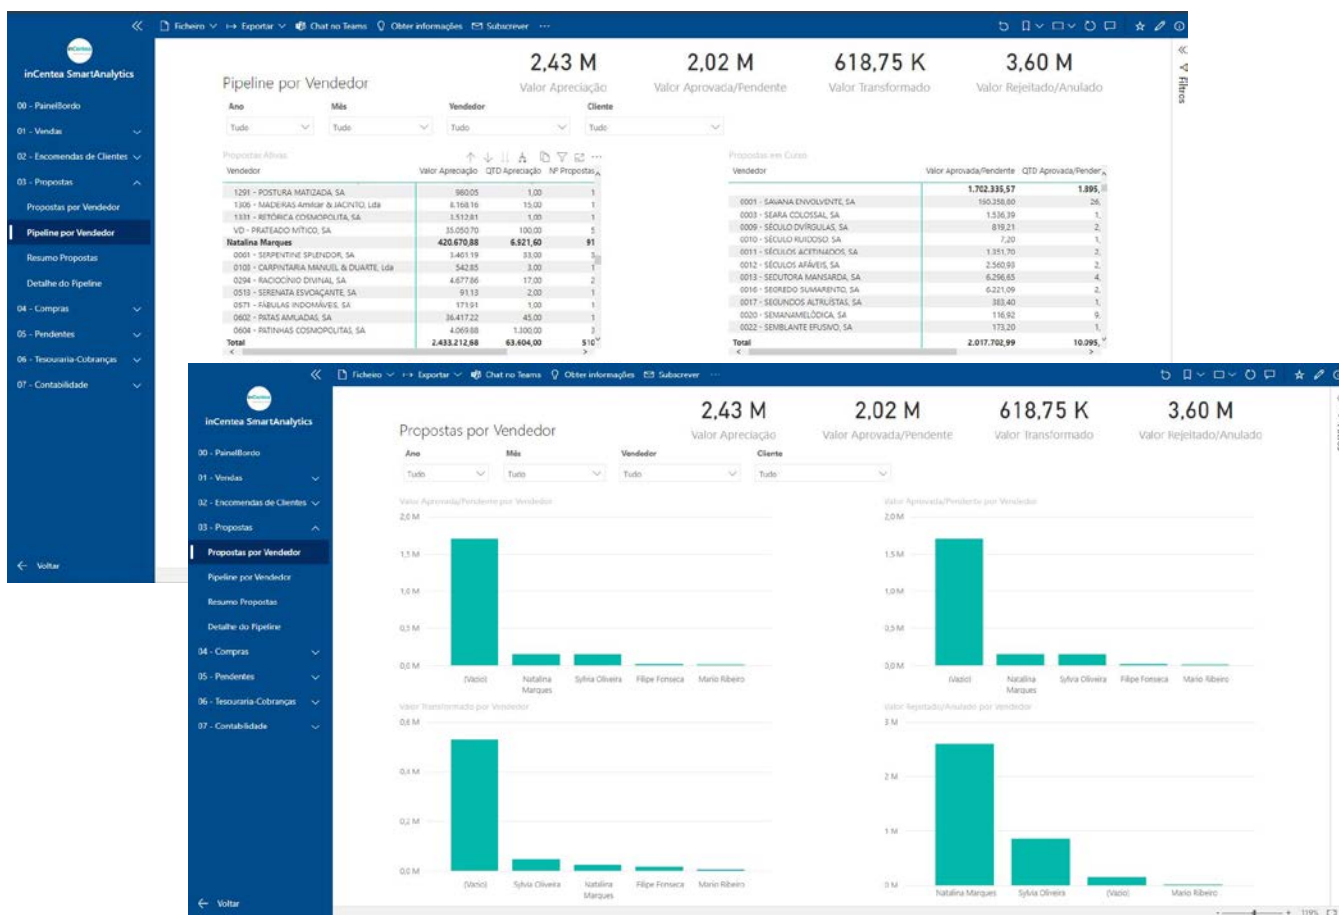 Ficheiro Exportar Chat no Teams Obter informações Subscrever ...
inCentea
inCentea SmartAnalytics
00 - PainelBordo
01 - Vendas
02 - Encomendas de Clientes
03 - Propostas
Propostas por Vendedor
Pipeline por Vendedor
Resumo Propostas
Detalhe do Pipeline
04 - Compras
05 - Pendentes
06 - Tesouraria-Cobranças
07 - Contabilidade
Voltar
Pipeline por Vendedor
2,43 M
Valor Apreciação
2,02 M
Valor Aprovada/Pendente
618,75 K
Valor Transformado
3,60 M
Valor Rejeitado/Anulado
Filtros
Ano Mês Vendedor Cliente
Tudo Tudo Tudo Tudo
Propostas Ativas
Vendedor Valor Apreciação QTD Apreciação Nº Propostas
1291 - POSTURA MATIZADA, SA 980,05 1,00 1
1306 - MADEIRAS Amilcar & JACINTO, Lda 8.168,16 15,00 1
1331 - RETÓRICA COSMOPOLITA, SA 3.512,81 1,00 1
VD - PRATEADO MÍTICO, SA 35.050,70 100,00 5
Natalina Marques 420.670,88 6.921,60 91
0001 - SERPENTINE SPLENDOR, SA 3.401,19 33,00 3
0103 - CARPINTARIA MANUEL & DUARTE, Lda 542,85 3,00 1
0294 - RACIOCÍNIO DIVINAL, SA 4.677,86 17,00 2
0513 - SERENATA ESVOAÇANTE, SA 91,13 2,00 1
0571 - FÁBULAS INDOMÁVEIS, SA 171,91 1,00 1
0602 - PATAS AMUADAS, SA 36.417,22 45,00 1
0604 - PATINHAS COSMOPOLITAS, SA 4.069,88 1.300,00 3
Total 2.433.212,68 63.604,00 510
Propostas em Curso
Vendedor Valor Aprovada/Pendente QTD Aprovada/Pender
1.702.335,57 1.895,
0001 - SAVANA ENVOLVENTE, SA 160.358,60 26,
0003 - SEARA COLOSSAL, SA 1.536,39 1,
0009 - SÉCULO DVÍRGULAS, SA 819,21 2,
0010 - SÉCULO RUIDOSO, SA 7,20 1,
0011 - SÉCULOS ACETINADOS, SA 1.351,70 2,
0012 - SÉCULOS AFÁVEIS, SA 2.560,93 2,
0013 - SEDUTORA MANSARDA, SA 6.296,65 4,
0016 - SEGREDO SUMARENTO, SA 6.221,09 2,
0017 - SEGUNDOS ALTRUÍSTAS, SA 383,40 1,
0020 - SEMANAMELÓDICA, SA 116,92 9,
0022 - SEMBLANTE EFUSIVO, SA 173,20 1,
Total 2.017.702,99 10.095,
Ficheiro Exportar Chat no Teams Obter informações Subscrever ...
inCentea
inCentea SmartAnalytics
00 - PainelBordo
01 - Vendas
02 - Encomendas de Clientes
03 - Propostas
Propostas por Vendedor
Pipeline por Vendedor
Resumo Propostas
Detalhe do Pipeline
04 - Compras
05 - Pendentes
06 - Tesouraria-Cobranças
07 - Contabilidade
Voltar
Propostas por Vendedor
2,43 M
Valor Apreciação
2,02 M
Valor Aprovada/Pendente
618,75 K
Valor Transformado
3,60 M
Valor Rejeitado/Anulado
Ano Mês Vendedor Cliente
Tudo Tudo Tudo Tudo
Valor Aprovada/Pendente por Vendedor
2,0 M
1,5 M
1,0 M
0,5 M
0,0 M
(Vazio) Natalina Marques Sylvia Oliveira Filipe Fonseca Mario Ribeiro
Valor Aprovada/Pendente por Vendedor
2,0 M
1,5 M
1,0 M
0,5 M
0,0 M
(Vazio) Natalina Marques Sylvia Oliveira Filipe Fonseca Mario Ribeiro
Valor Transformado por Vendedor
0,6 M
0,4 M
0,2 M
0,0 M
(Vazio) Sylvia Oliveira Natalina Marques Filipe Fonseca Mario Ribeiro
Valor Rejeitado/Anulado por Vendedor
3 M
2 M
1 M
0 M
Natalina Marques Sylvia Oliveira (Vazio) Mario Ribeiro
119%